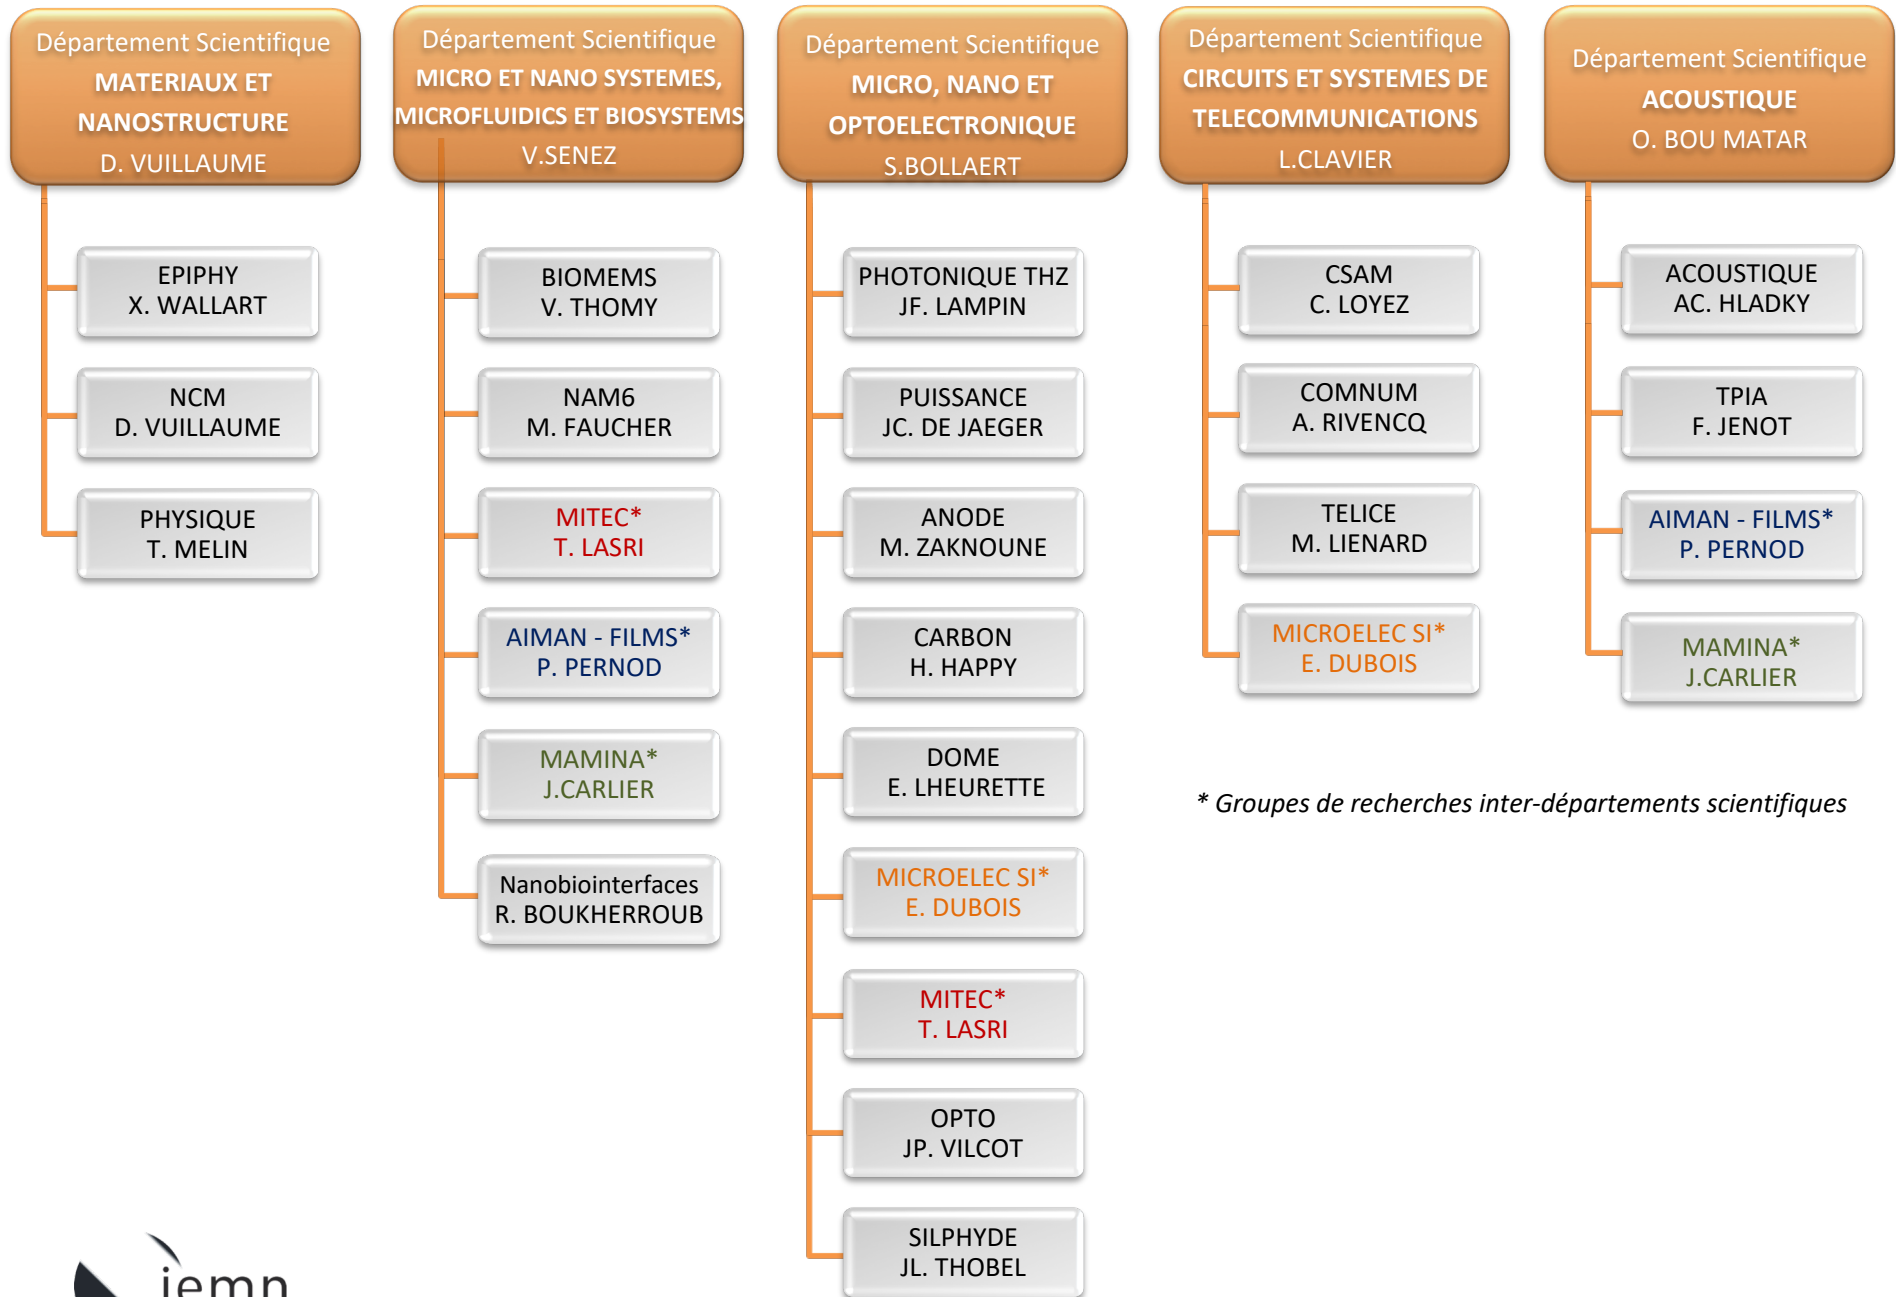 Département Scientifique
MATERIAUX ET
NANOSTRUCTURE
D. VUILLAUME
EPIPHY
X. WALLART
NCM
D. VUILLAUME
PHYSIQUE
T. MELIN
Département Scientifique
MICRO ET NANO SYSTEMES,
MICROFLUIDICS ET BIOSYSTEMS
V.SENEZ
BIOMEMS
V. THOMY
NAM6
M. FAUCHER
MITEC*
T. LASRI
AIMAN - FILMS*
P. PERNOD
MAMINA*
J.CARLIER
Nanobiointerfaces
R. BOUKHERROUB
Département Scientifique
MICRO, NANO ET
OPTOELECTRONIQUE
S.BOLLAERT
PHOTONIQUE THZ
JF. LAMPIN
PUISSANCE
JC. DE JAEGER
ANODE
M. ZAKNOUNE
CARBON
H. HAPPY
DOME
E. LHEURETTE
MICROELEC SI*
E. DUBOIS
MITEC*
T. LASRI
OPTO
JP. VILCOT
SILPHYDE
JL. THOBEL
Département Scientifique
CIRCUITS ET SYSTEMES DE
TELECOMMUNICATIONS
L.CLAVIER
CSAM
C. LOYEZ
COMNUM
A. RIVENCQ
TELICE
M. LIENARD
MICROELEC SI*
E. DUBOIS
Département Scientifique
ACOUSTIQUE
O. BOU MATAR
ACOUSTIQUE
AC. HLADKY
TPIA
F. JENOT
AIMAN - FILMS*
P. PERNOD
MAMINA*
J.CARLIER
* Groupes de recherches inter-départements scientifiques
iemn